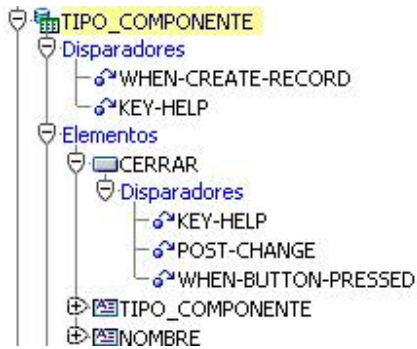 TIPO_COMPONENTE
Disparadores
WHEN-CREATE-RECORD
KEY-HELP
Elementos
CERRAR
Disparadores
KEY-HELP
POST-CHANGE
WHEN-BUTTON-PRESSED
TIPO_COMPONENTE
NOMBRE